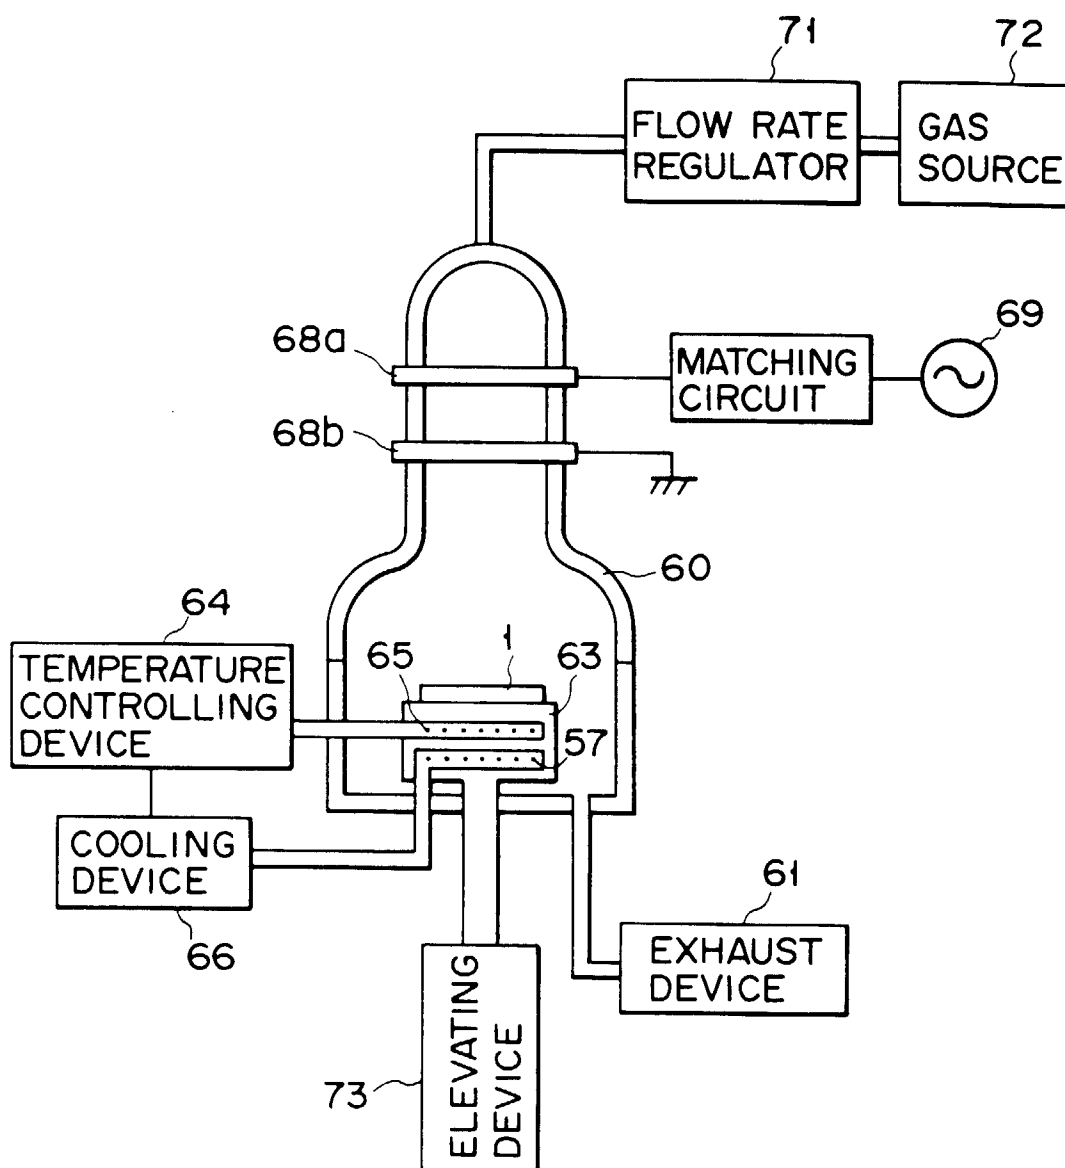 71
72
FLOW RATE
REGULATOR
GAS
SOURCE
68a
MATCHING
CIRCUIT
69
68b
60
64
TEMPERATURE
CONTROLLING
DEVICE
65
1
63
57
COOLING
DEVICE
66
61
EXHAUST
DEVICE
73
ELEVATING
DEVICE